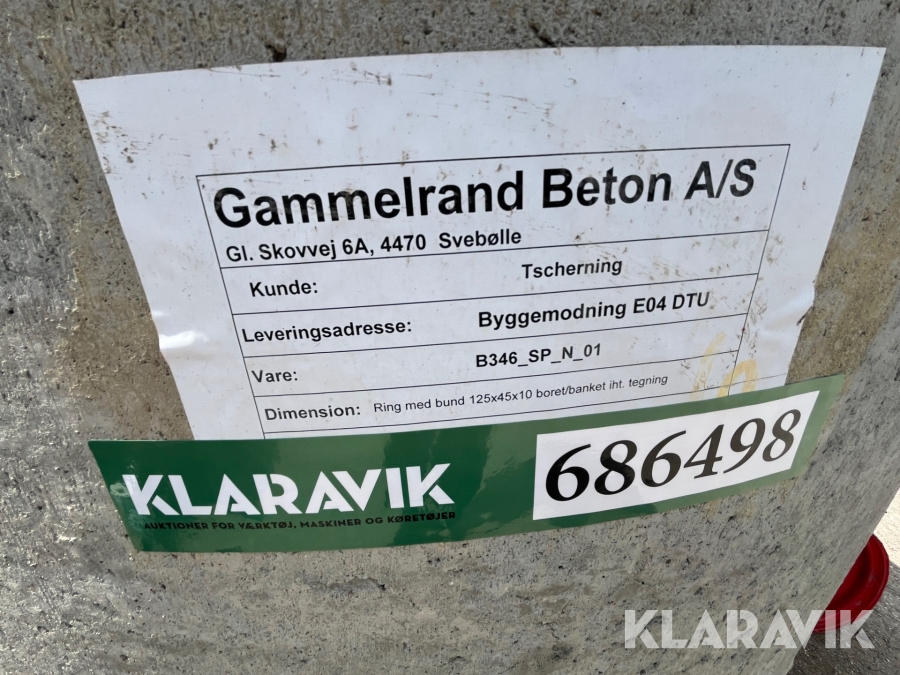 Gammelrand Beton A/S
Gl. Skovvej 6A, 4470 Svebølle
Kunde: Tscherning
Leveringsadresse: Byggemodning E04 DTU
Vare: B346_SP_N_01
Dimension: Ring med bund 125x45x10 boret/banket iht. tegning
KLARAVIK
AUKTIONER FOR VÆRKTØJ, MASKINER OG KØRETØJER
686498
KLARAVIK